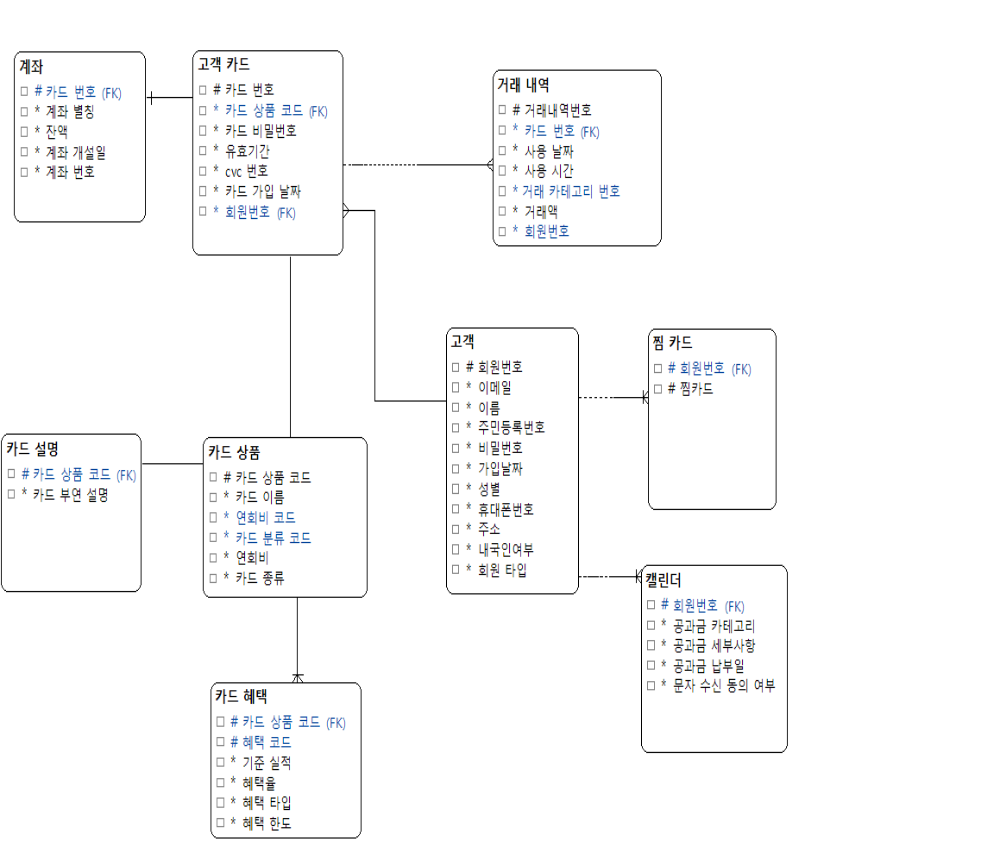 계좌
# 카드 번호 (FK)
* 계좌 별칭
* 잔액
* 계좌 개설일
* 계좌 번호
고객 카드
# 카드 번호
* 카드 상품 코드 (FK)
* 카드 비밀번호
* 유효기간
* cvc 번호
* 카드 가입 날짜
* 회원번호 (FK)
거래 내역
# 거래내역번호
* 카드 번호 (FK)
* 사용 날짜
* 사용 시간
* 거래 카테고리 번호
* 거래액
* 회원번호
고객
# 회원번호
* 이메일
* 이름
* 주민등록번호
* 비밀번호
* 가입날짜
* 성별
* 휴대폰번호
* 주소
* 내국인여부
* 회원 타입
찜 카드
# 회원번호 (FK)
# 찜카드
카드 설명
# 카드 상품 코드 (FK)
* 카드 부연 설명
카드 상품
# 카드 상품 코드
* 카드 이름
* 연회비 코드
* 카드 분류 코드
* 연회비
* 카드 종류
캘린더
# 회원번호 (FK)
* 공과금 카테고리
* 공과금 세부사항
* 공과금 납부일
* 문자 수신 동의 여부
카드 혜택
# 카드 상품 코드 (FK)
# 혜택 코드
* 기준 실적
* 혜택율
* 혜택 타입
* 혜택 한도